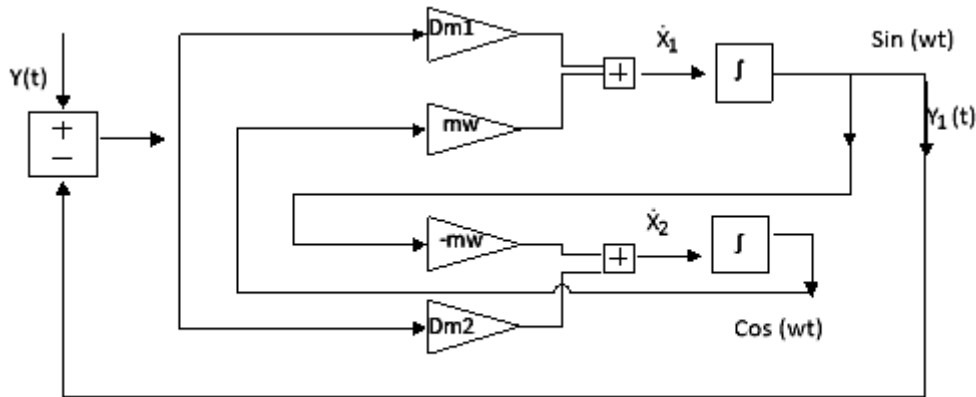 Dm1
Ẋ₁
Sin (wt)
Y(t)
+
∫
+
−
mw
Y₁ (t)
Ẋ₂
-mw
+
∫
Dm2
Cos (wt)